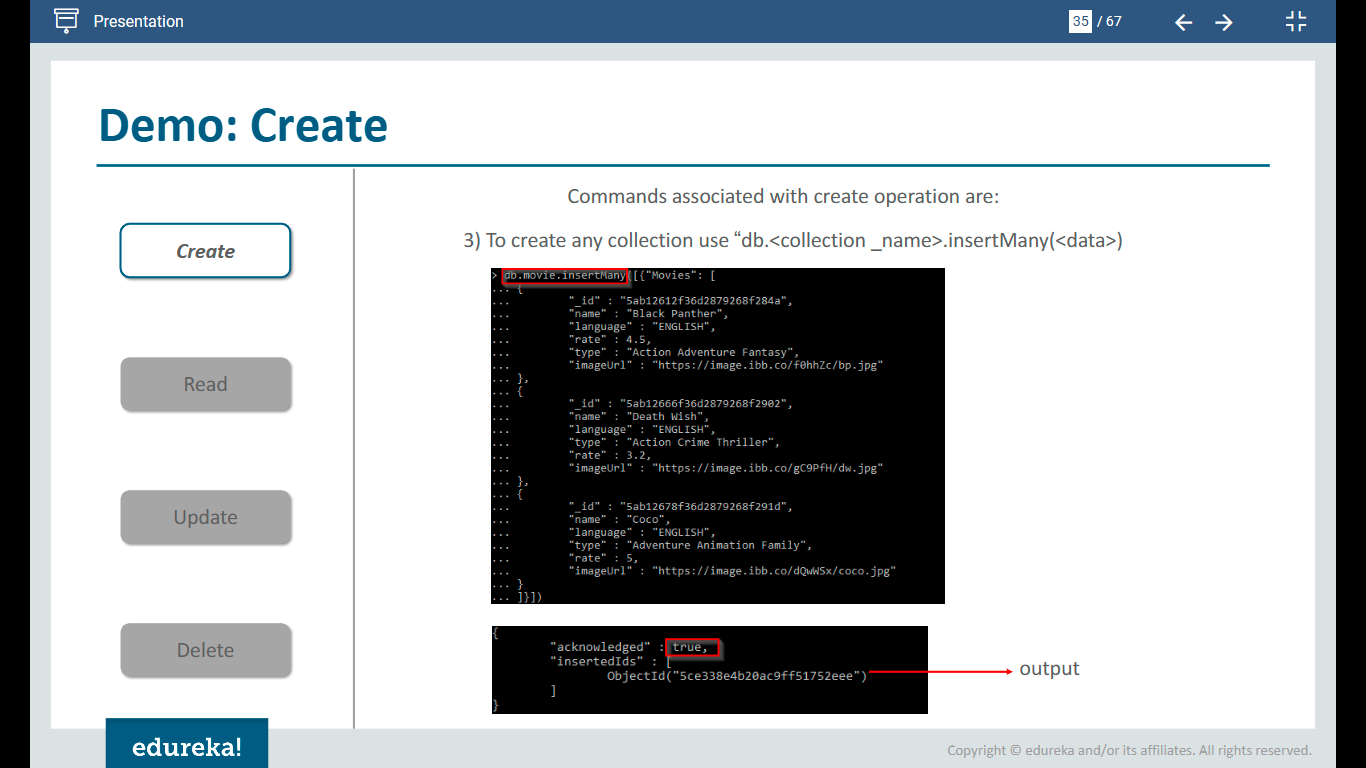 Presentation
35 / 67
Demo: Create
Create
Read
Update
Delete
Commands associated with create operation are:
3) To create any collection use “db.<collection _name>.insertMany(<data>)
> db.movie.insertMany([{"Movies": [
... {
... "_id" : "5ab12612f36d2879268f284a",
... "name" : "Black Panther",
... "language" : "ENGLISH",
... "rate" : 4.5,
... "type" : "Action Adventure Fantasy",
... "imageUrl" : "https://image.ibb.co/f0hhZc/bp.jpg"
... },
... {
... "_id" : "5ab12666f36d2879268f2902",
... "name" : "Death Wish",
... "language" : "ENGLISH",
... "type" : "Action Crime Thriller",
... "rate" : 3.2,
... "imageUrl" : "https://image.ibb.co/gC9PfH/dw.jpg"
... },
... {
... "_id" : "5ab12678f36d2879268f291d",
... "name" : "Coco",
... "language" : "ENGLISH",
... "type" : "Adventure Animation Family",
... "rate" : 5,
... "imageUrl" : "https://image.ibb.co/dQwWSx/coco.jpg"
... }
... ]}])
{
"acknowledged" : true,
"insertedIds" : [
ObjectId("5ce338e4b20ac9ff51752eee")
]
}
output
edureka!
Copyright © edureka and/or its affiliates. All rights reserved.